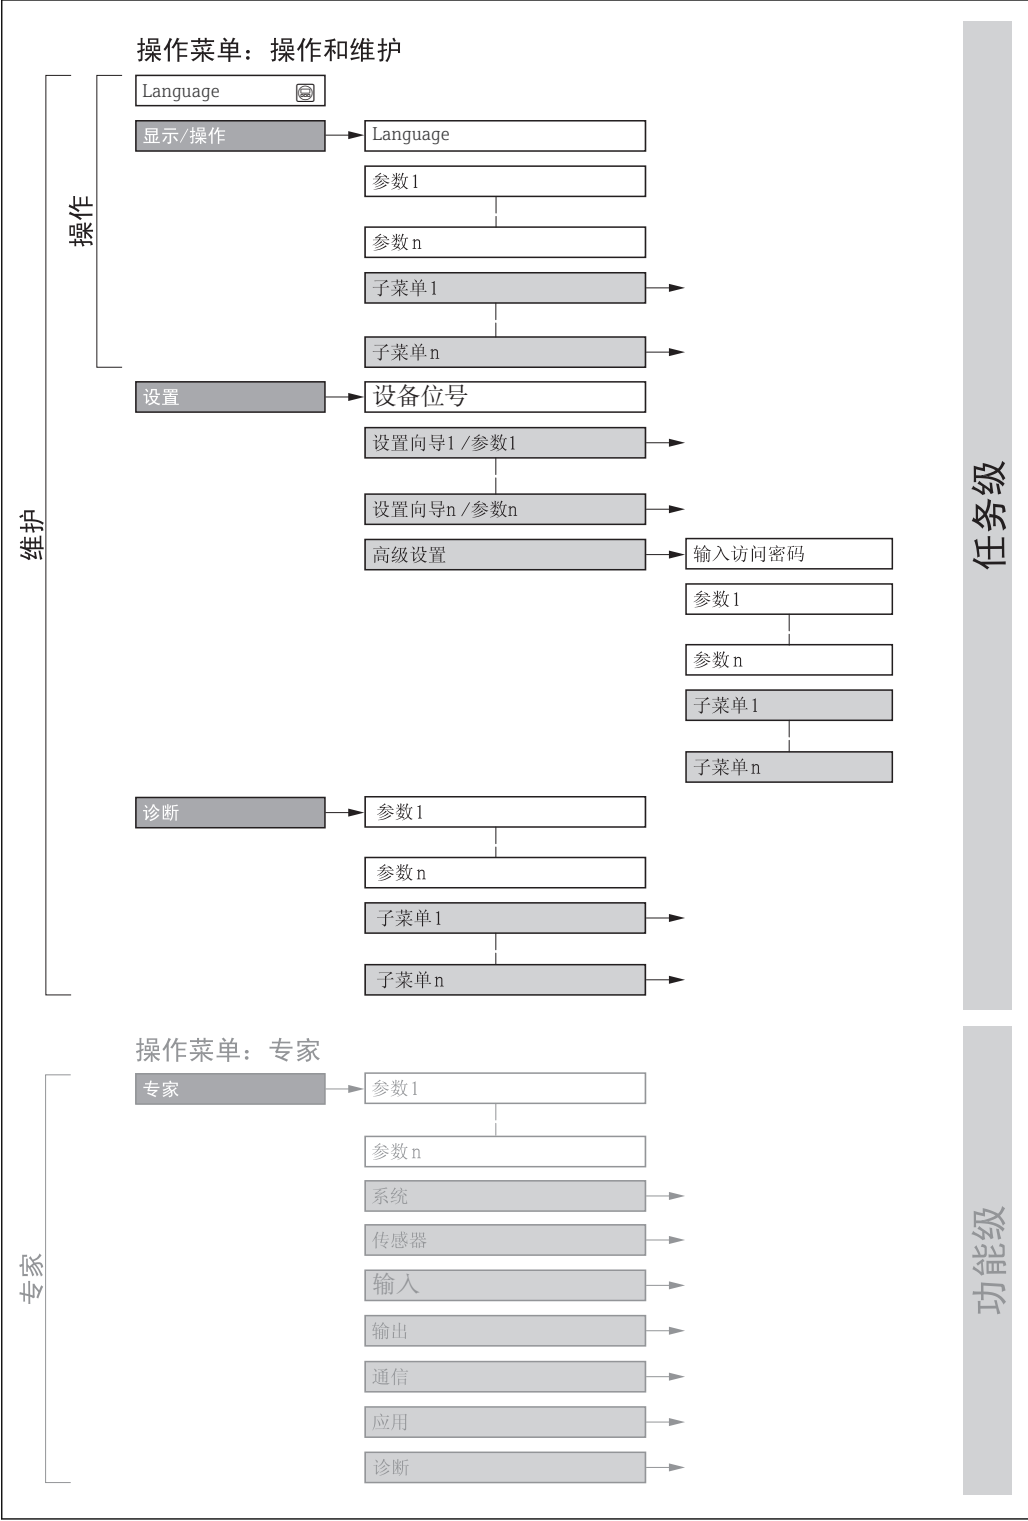 操作菜单：操作和维护
Language
显示/操作
Language
参数1
参数n
子菜单1
子菜单n
操作
设置
设备位号
设置向导1 /参数1
设置向导n /参数n
高级设置
输入访问密码
参数1
参数n
子菜单1
子菜单n
维护
任务级
诊断
参数1
参数n
子菜单1
子菜单n
操作菜单：专家
专家
参数1
参数n
系统
传感器
输入
输出
通信
应用
诊断
专家
功能级